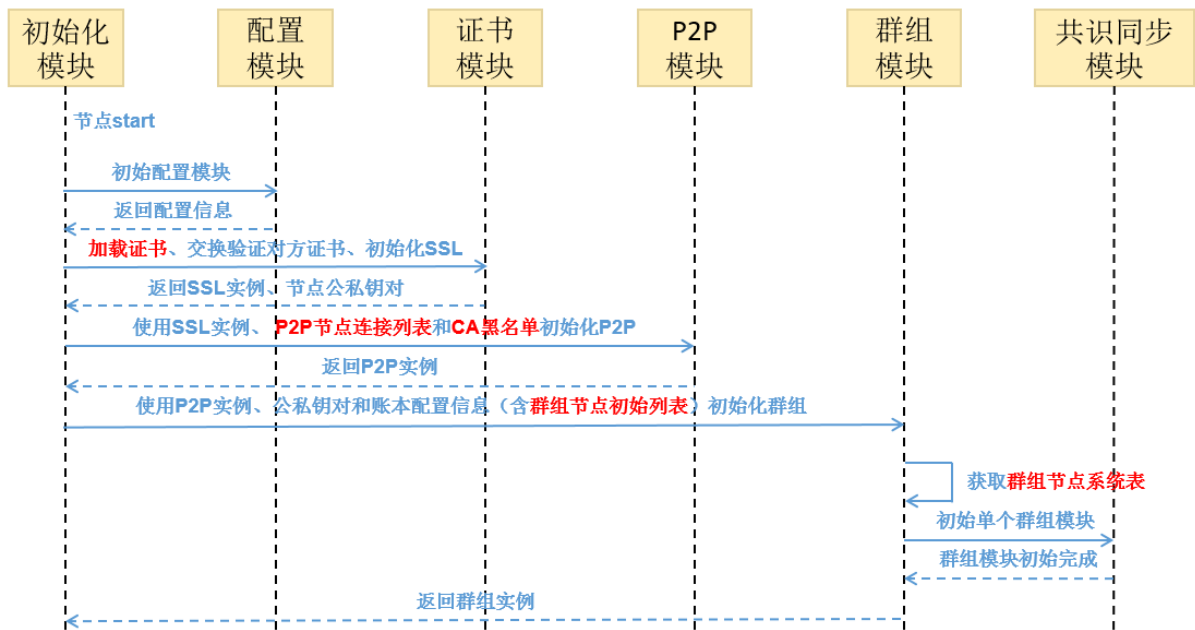 初始化
模块
配置
模块
证书
模块
P2P
模块
群组
模块
共识同步
模块
节点start
初始配置模块
返回配置信息
加载证书、交换验证对方证书、初始化SSL
返回SSL实例、节点公私钥对
使用SSL实例、 P2P节点连接列表和CA黑名单初始化P2P
返回P2P实例
使用P2P实例、公私钥对和账本配置信息（含群组节点初始列表）初始化群组
获取群组节点系统表
初始单个群组模块
群组模块初始完成
返回群组实例